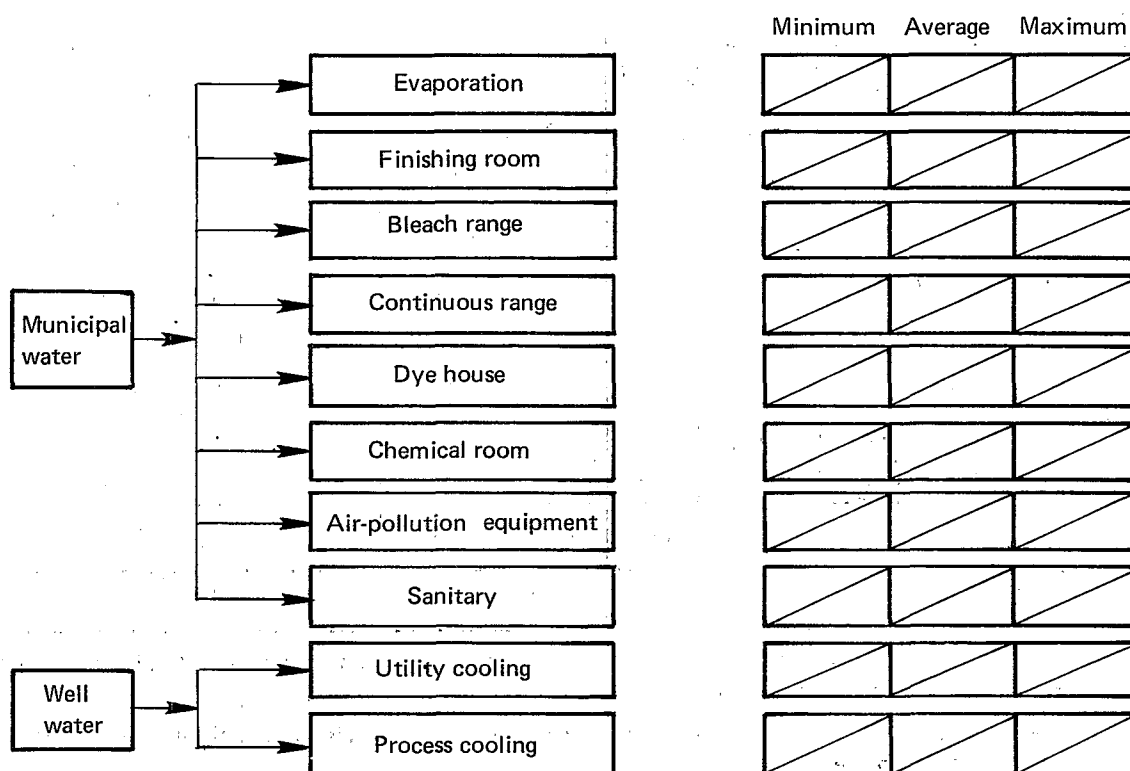 Minimum Average Maximum
Evaporation
Finishing room
Bleach range
Continuous range
Municipal
water
Dye house
Chemical room
Air-pollution equipment
Sanitary
Utility cooling
Well
water
Process cooling